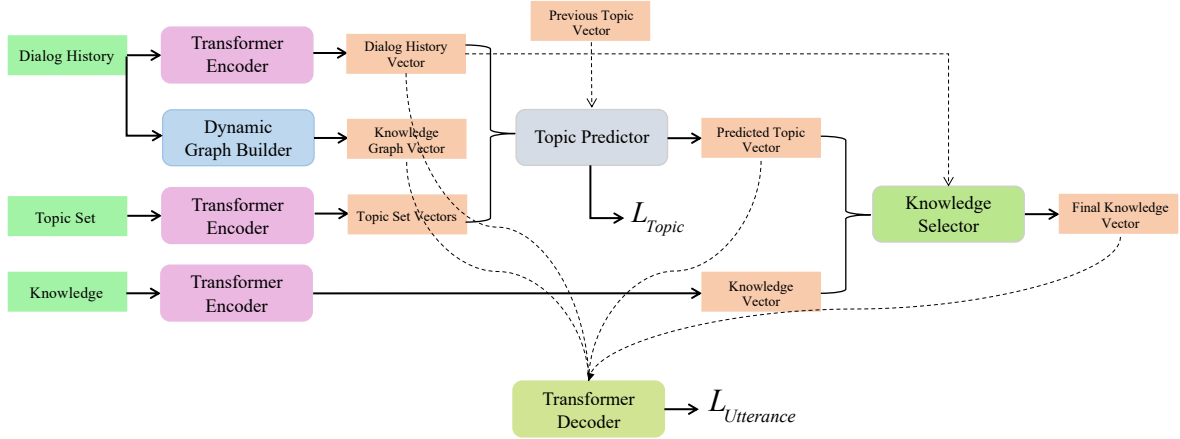 Previous Topic
Vector
Dialog History
Transformer
Encoder
Dialog History
Vector
Dynamic
Graph Builder
Knowledge
Graph Vector
Topic Predictor
Predicted Topic
Vector
Topic Set
Transformer
Encoder
Topic Set Vectors
L_Topic
Knowledge
Selector
Final Knowledge
Vector
Knowledge
Transformer
Encoder
Knowledge
Vector
Transformer
Decoder
L_Utterance